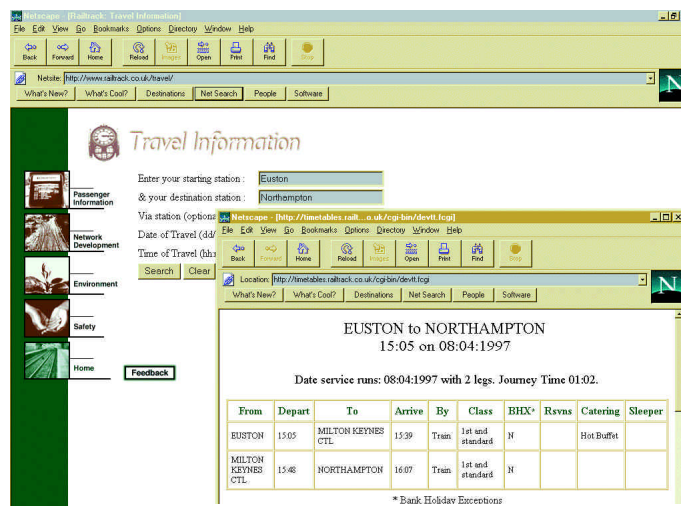 Netscape - [Railtrack: Travel Information]
File Edit View Go Bookmarks Options Directory Window Help
Back Forward Home Reload Images Open Print Find Stop
Netsite: http://www.railtrack.co.uk/travel/
What's New? What's Cool? Destinations Net Search People Software
N
Travel Information
Enter your starting station : Euston
& your destination station : Northampton
Via station (optiona
Date of Travel (dd/
Time of Travel (hh:
Search Clear
Passenger
Information
Network
Development
Environment
Safety
Home
Feedback
Netscape - [http://timetables.railt...o.uk/cgi-bin/devtt.fcgi]
File Edit View Go Bookmarks Options Directory Window Help
Back Forward Home Reload Images Open Print Find Stop
Location: http://timetables.railtrack.co.uk/cgi-bin/devtt.fcgi
What's New? What's Cool? Destinations Net Search People Software
N
EUSTON to NORTHAMPTON
15:05 on 08:04:1997
Date service runs: 08:04:1997 with 2 legs. Journey Time 01:02.
From Depart To Arrive By Class BHX* Rsvns Catering Sleeper
EUSTON 15:05 MILTON KEYNES CTL 15:39 Train 1st and standard N Hot Buffet
MILTON KEYNES CTL 15:48 NORTHAMPTON 16:07 Train 1st and standard N
* Bank Holiday Exceptions